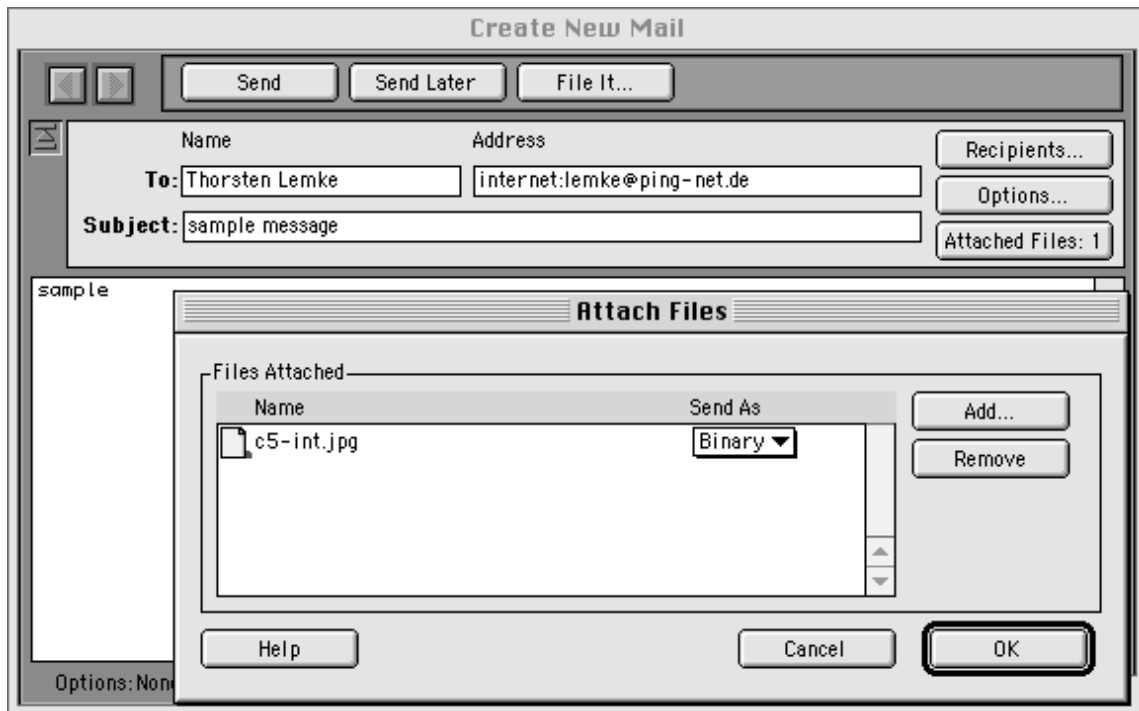 Create New Mail
Send Send Later File It...
Name Address
Recipients...
To: Thorsten Lemke internet:lemke@ping-net.de
Options...
Subject: sample message
Attached Files: 1
sample
Attach Files
Files Attached
Name Send As
Add...
c5-int.jpg Binary
Remove
Help Cancel OK
Options: